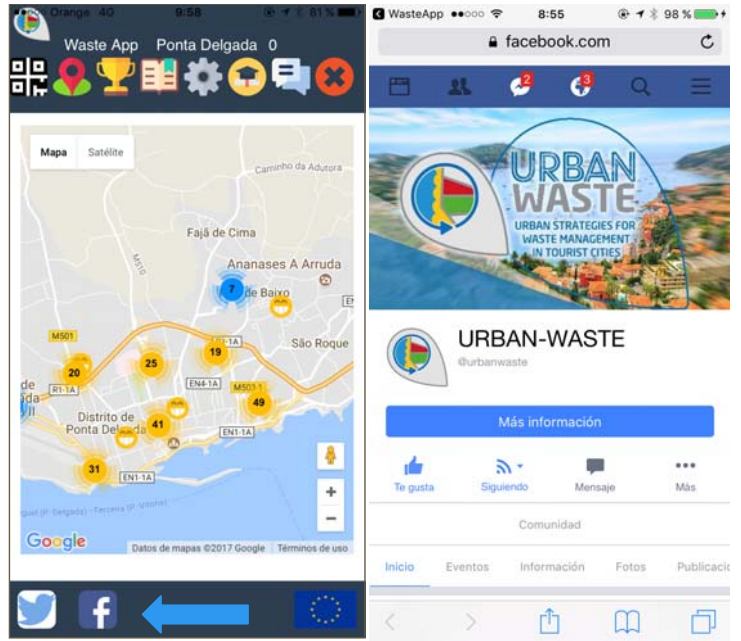 Orange 4G 9:58 81 %
Waste App Ponta Delgada 0
Mapa Satélite
Caminho da Adutora
Fajã de Cima
M510
Ananases A Arruda
7
de Baixo
M501
19
São Roque
25
20
R1-1A
EN4-1A
M503-1
49
Distrito de
Ponta Delgada
41
EN1-1A
31
EN1-1A
Google
Datos de mapas ©2017 Google Términos de uso
WasteApp 8:55 98 %
facebook.com
2 3
URBAN
WASTE
URBAN STRATEGIES FOR
WASTE MANAGEMENT
IN TOURIST CITIES
URBAN-WASTE
@urbanwaste
Más información
Te gusta Siguiendo Mensaje Más
Comunidad
Inicio Eventos Información Fotos Publicacio